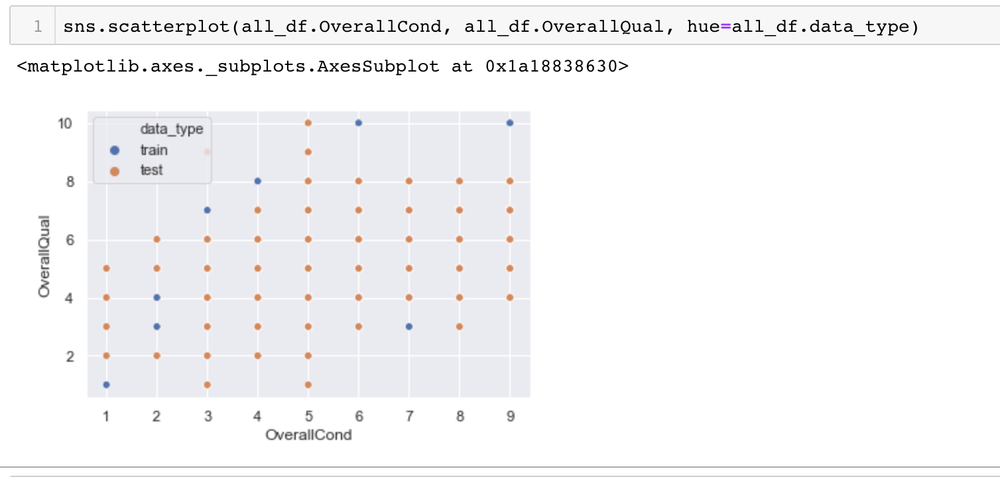 1 sns.scatterplot(all_df.OverallCond, all_df.OverallQual, hue=all_df.data_type)
<matplotlib.axes._subplots.AxesSubplot at 0x1a18838630>
data_type
train
test
10
8
6
4
2
OverallQual
1 2 3 4 5 6 7 8 9
OverallCond